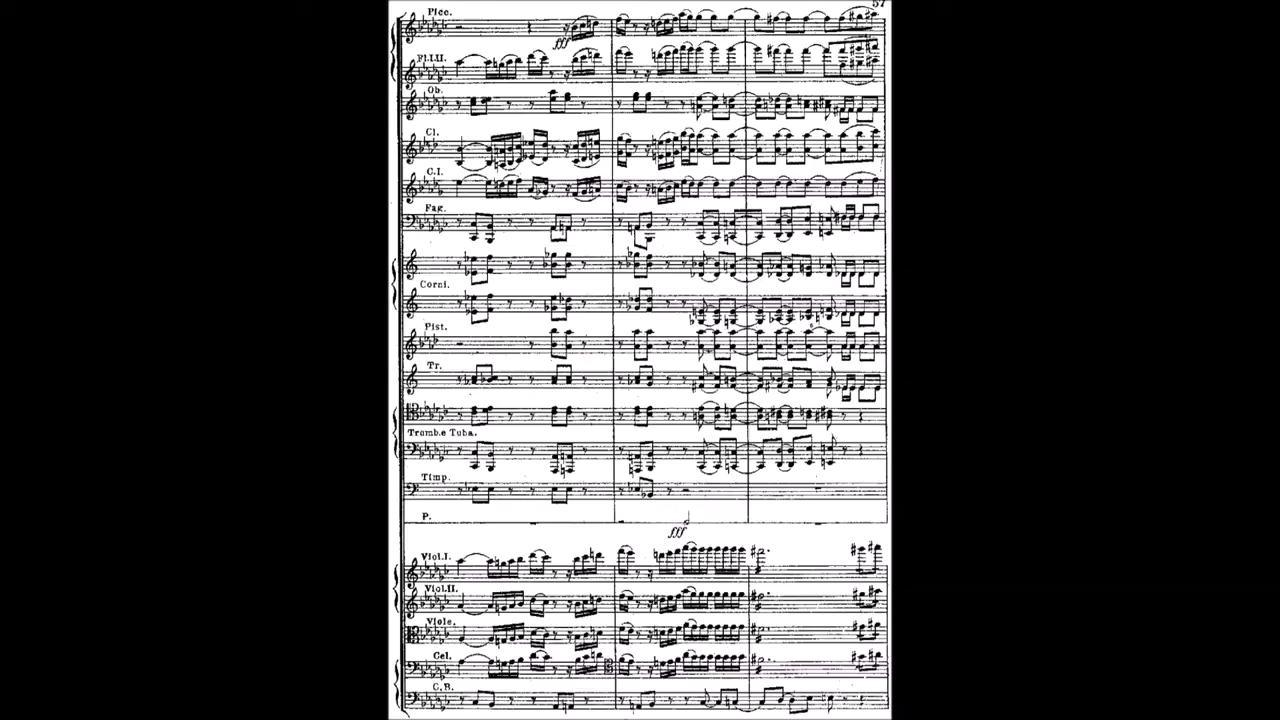 57
Picc.
fff
Fl.I.II.
Ob.
Cl.
C.I.
Fag.
Corni.
Pist.
Tr.
Tromb.e Tuba.
Timp.
P.
fff
Viol.I.
Viol.II.
Viole.
Cel.
C.B.